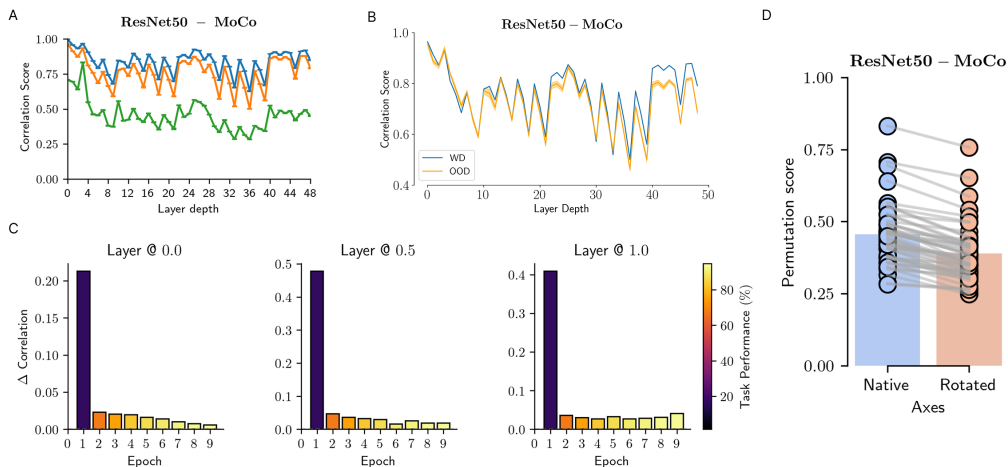 A
ResNet50 – MoCo
Correlation Score
1.00
0.75
0.50
0.25
0.00
0 4 8 12 16 20 24 28 32 36 40 44 48
Layer depth
B
ResNet50 – MoCo
Correlation Score
1.0
0.8
0.6
0.4
WD
OOD
0 10 20 30 40 50
Layer Depth
C
Layer @ 0.0
Δ Correlation
0.20
0.15
0.10
0.05
0.00
0 1 2 3 4 5 6 7 8 9
Epoch
Layer @ 0.5
0.5
0.4
0.3
0.2
0.1
0.0
0 1 2 3 4 5 6 7 8 9
Epoch
Layer @ 1.0
0.4
0.3
0.2
0.1
0.0
0 1 2 3 4 5 6 7 8 9
Epoch
80
60
40
20
Task Performance (%)
D
ResNet50 – MoCo
Permutation score
1.00
0.75
0.50
0.25
0.00
Native Rotated
Axes